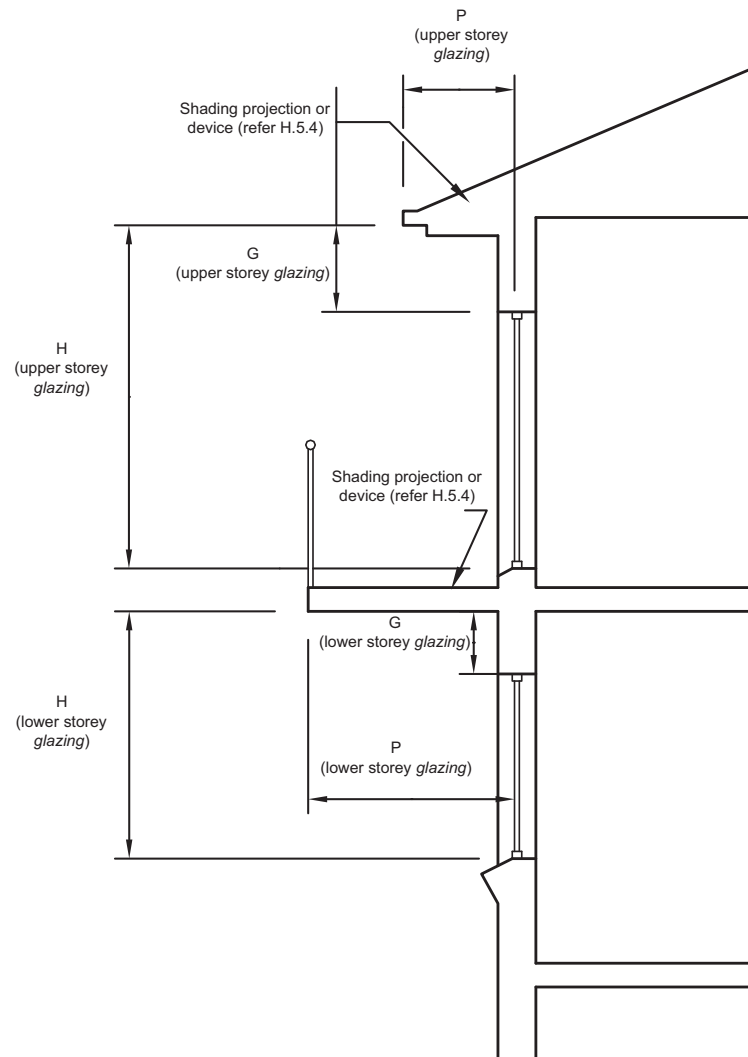 P
(upper storey
glazing)
Shading projection or
device (refer H.5.4)
G
(upper storey glazing)
H
(upper storey
glazing)
Shading projection or
device (refer H.5.4)
G
(lower storey glazing)
H
(lower storey
glazing)
P
(lower storey glazing)